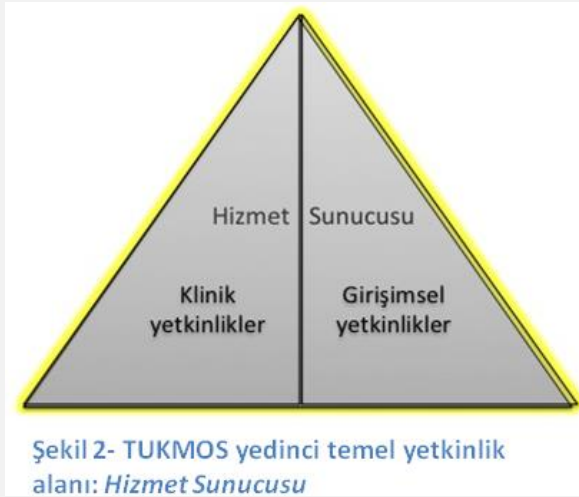 Hizmet Sunucusu
Klinik yetkinlikler
Girişimsel yetkinlikler
Şekil 2- TUKMOS yedinci temel yetkinlik
alanı: Hizmet Sunucusu